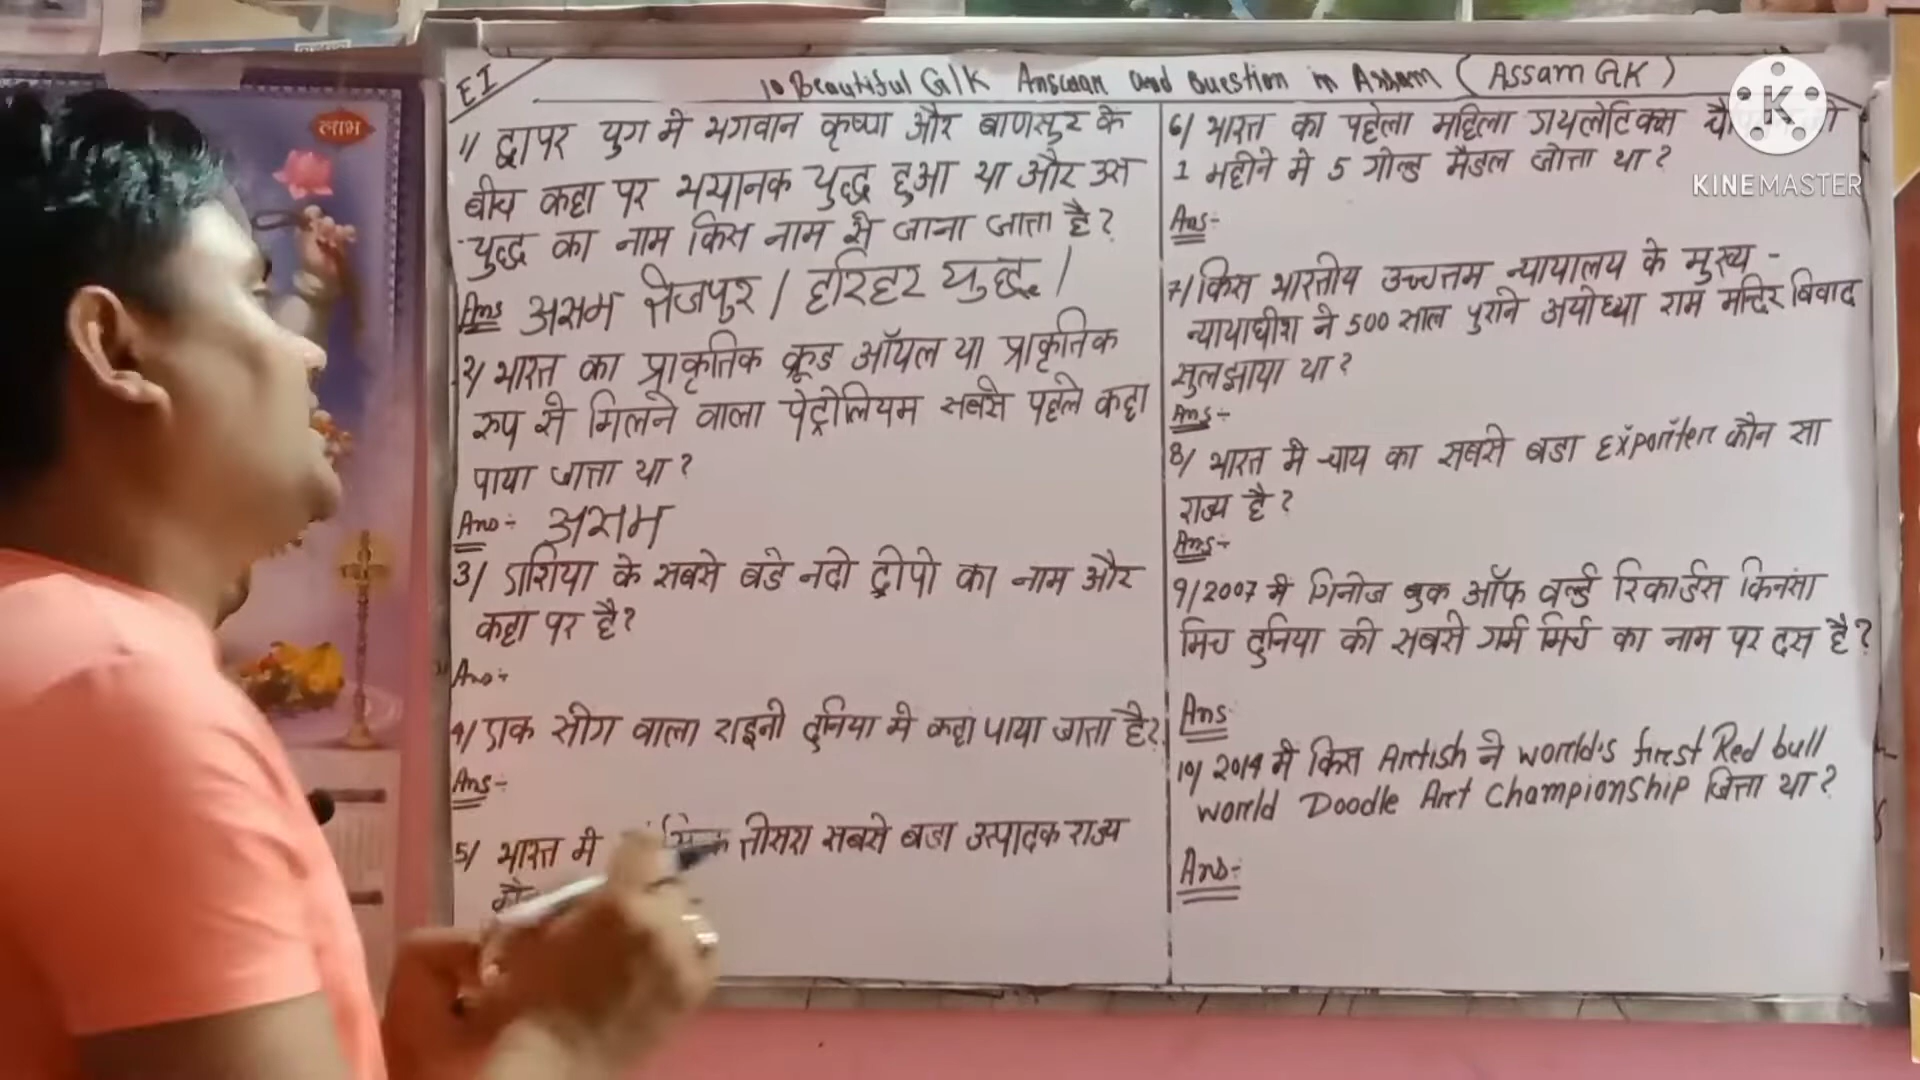 लाभ
EI
10 Beautiful G/K Answaar and Question in Assam (Assam G.K)
KINEMASTER
1/ द्वापर युग मे भगवान कृष्ण और बाणसुर के
बीच कहा पर भयानक युद्ध हुआ था और उस
युद्ध का नाम किस नाम से जाना जाता है?
Ans असम तेजपुर / हरिहर युद्ध /
2/ भारत का प्राकृतिक क्रूड ऑयल या प्राकृतिक
रुप से मिलने वाला पेट्रोलियम सबसे पहले कहा
पाया जाता था?
Ans:- असम
3/ एशिया के सबसे बडे नदी द्वीपो का नाम और
कहा पर है?
Ans:-
4/ एक सीग वाला राइनो दुनिया मे कहा पाया जाता है?
Ans:-
5/ भारत मे तीसरा सबसे बडा उत्पादक राज्य
6/ भारत का पहेला महिला एथलेटिक्स
1 महीने मे 5 गोल्ड मैडल जीता था?
Ans:-
7/ किस भारतीय उच्चत्तम न्यायालय के मुख्य -
न्यायाधीश ने 500 साल पुराने अयोध्या राम मन्दिर बिवाद
सुलझाया था?
Ans:-
8/ भारत मे चाय का सबसे बडा Exporter कौन सा
राज्य है?
Ans:-
9/ 2007 मे गिनीज बुक ऑफ वर्ल्ड रिकार्डस किनसा
मिच दुनिया की सबसे गर्म मिर्च का नाम पर दस है?
Ans
10/ 2014 मे किस Artish ने world's first Red bull
world Doodle Art Championship जिता था?
Ans:-